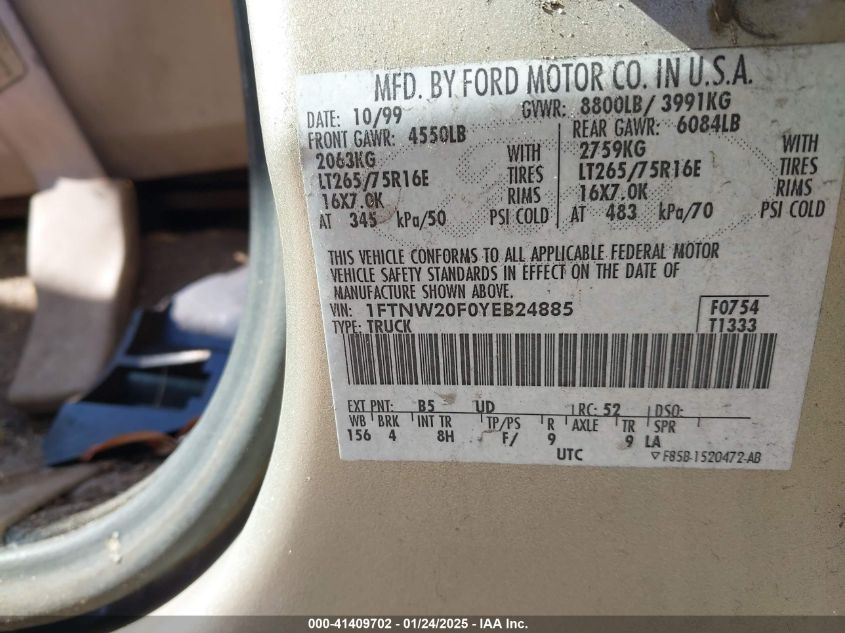 MFD. BY FORD MOTOR CO. IN U.S.A.
DATE: 10/99 GVWR: 8800LB/ 3991KG
FRONT GAWR: 4550LB REAR GAWR: 6084LB
2063KG WITH 2759KG WITH
LT265/75R16E TIRES LT265/75R16E TIRES
16X7.0K RIMS 16X7.0K RIMS
AT 345 kPa/50 PSI COLD AT 483 kPa/70 PSI COLD
THIS VEHICLE CONFORMS TO ALL APPLICABLE FEDERAL MOTOR
VEHICLE SAFETY STANDARDS IN EFFECT ON THE DATE OF
MANUFACTURE SHOWN ABOVE.
VIN: 1FTNW20F0YEB24885 F0754
TYPE: TRUCK T1333
EXT PNT: B5 UD RC: 52 DSO:
WB BRK INT TR TP/PS R AXLE TR SPR
156 4 8H F/ 9 9 LA
UTC F85B-1520472-AB
000-41409702 - 01/24/2025 - IAA Inc.